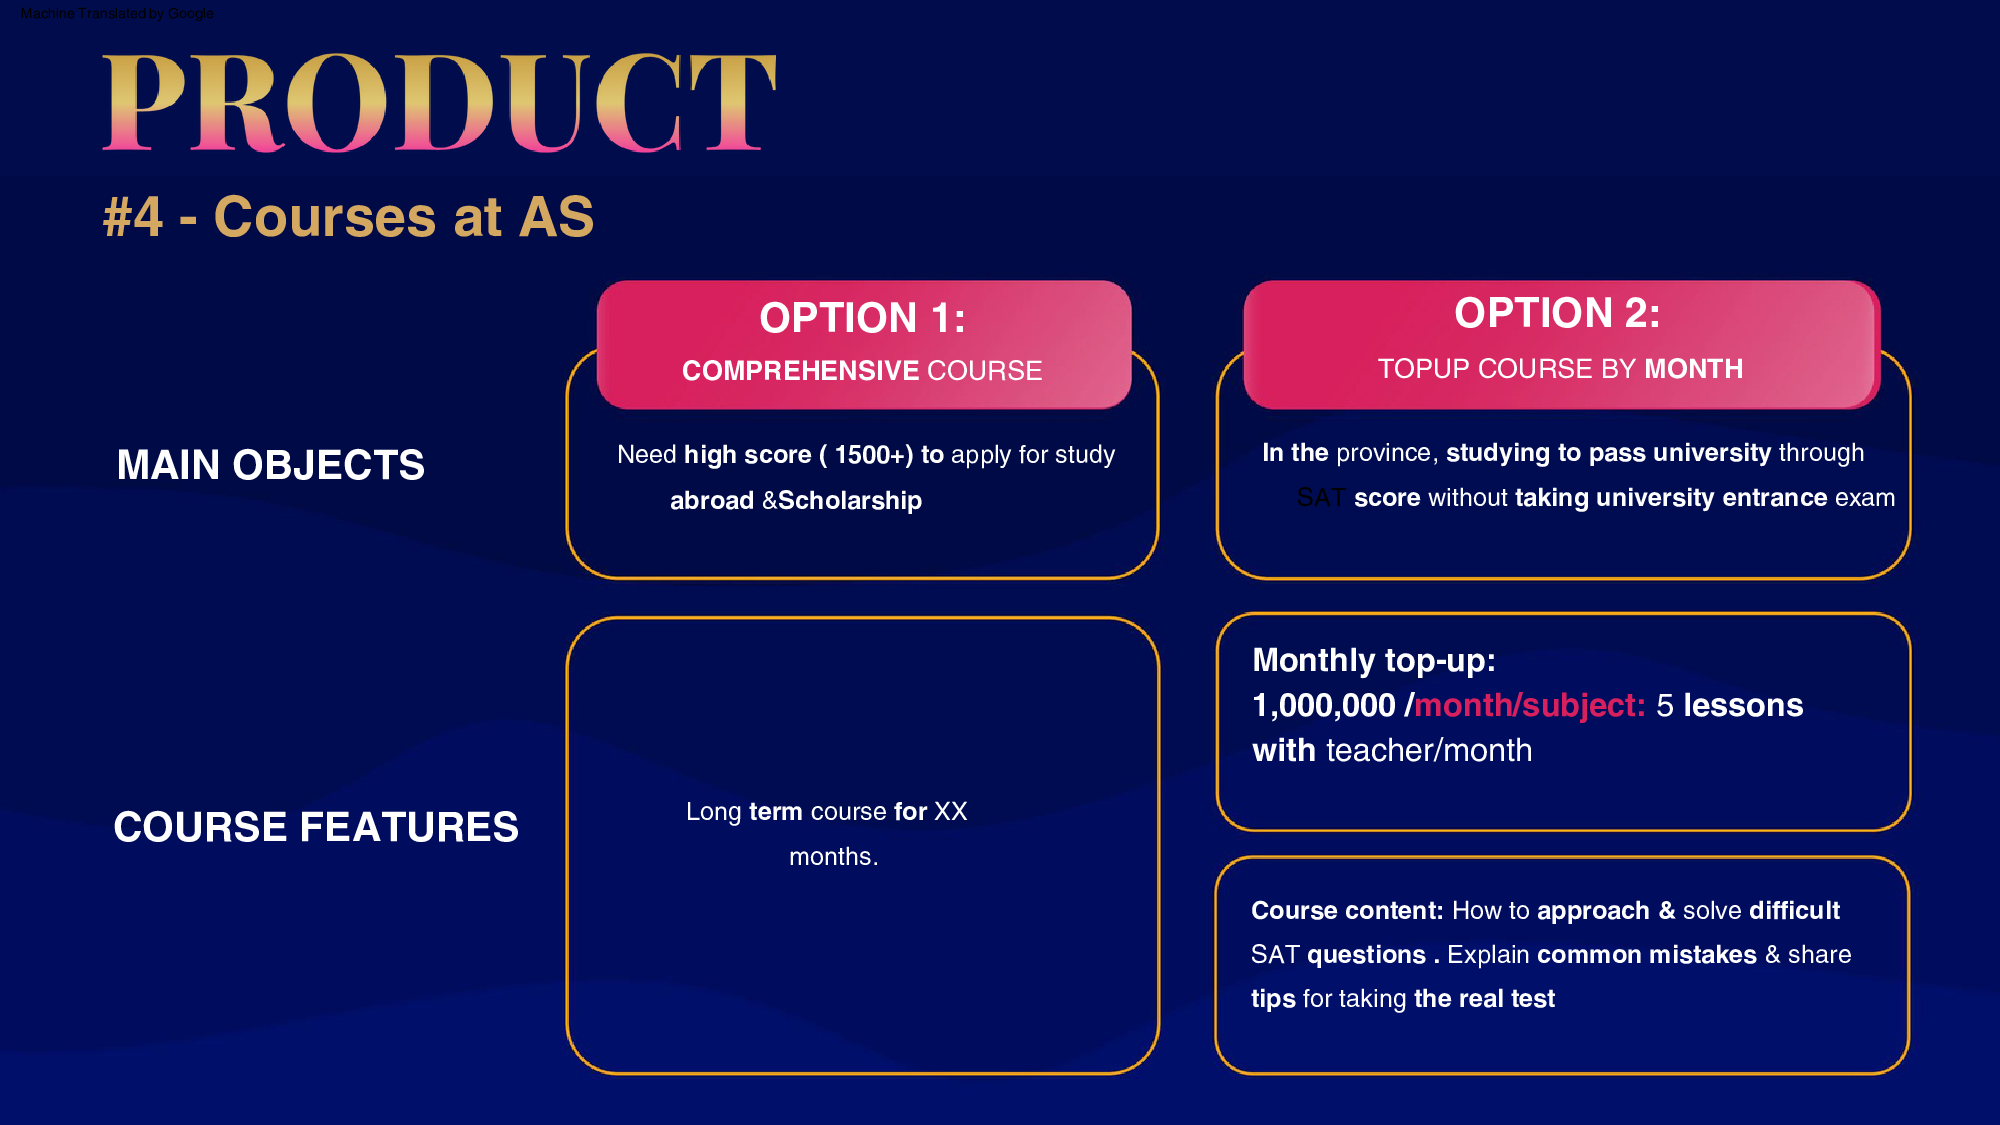 Machine Translated by Google
PRODUCT
#4 - Courses at AS
OPTION 1:
COMPREHENSIVE COURSE
OPTION 2:
TOPUP COURSE BY MONTH
MAIN OBJECTS
Need high score ( 1500+) to apply for study
abroad &Scholarship
In the province, studying to pass university through
SAT score without taking university entrance exam
COURSE FEATURES
Long term course for XX
months.
Monthly top-up:
1,000,000 /month/subject: 5 lessons
with teacher/month
Course content: How to approach & solve difficult
SAT questions . Explain common mistakes & share
tips for taking the real test